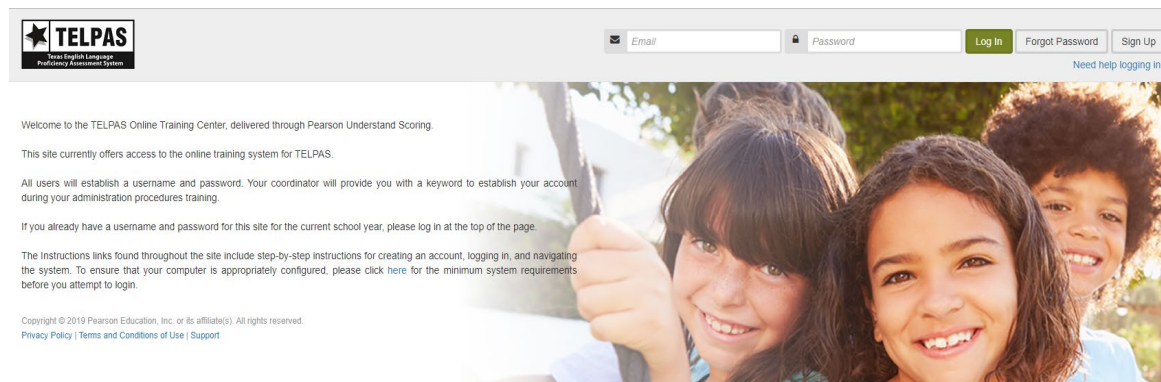 TELPAS
Texas English Language
Proficiency Assessment System
Email
Password
Log In
Forgot Password
Sign Up
Need help logging in
Welcome to the TELPAS Online Training Center, delivered through Pearson Understand Scoring.
This site currently offers access to the online training system for TELPAS.
All users will establish a username and password. Your coordinator will provide you with a keyword to establish your account
during your administration procedures training.
If you already have a username and password for this site for the current school year, please log in at the top of the page.
The Instructions links found throughout the site include step-by-step instructions for creating an account, logging in, and navigating
the system. To ensure that your computer is appropriately configured, please click here for the minimum system requirements
before you attempt to login.
Copyright © 2019 Pearson Education, Inc. or its affiliate(s). All rights reserved.
Privacy Policy | Terms and Conditions of Use | Support